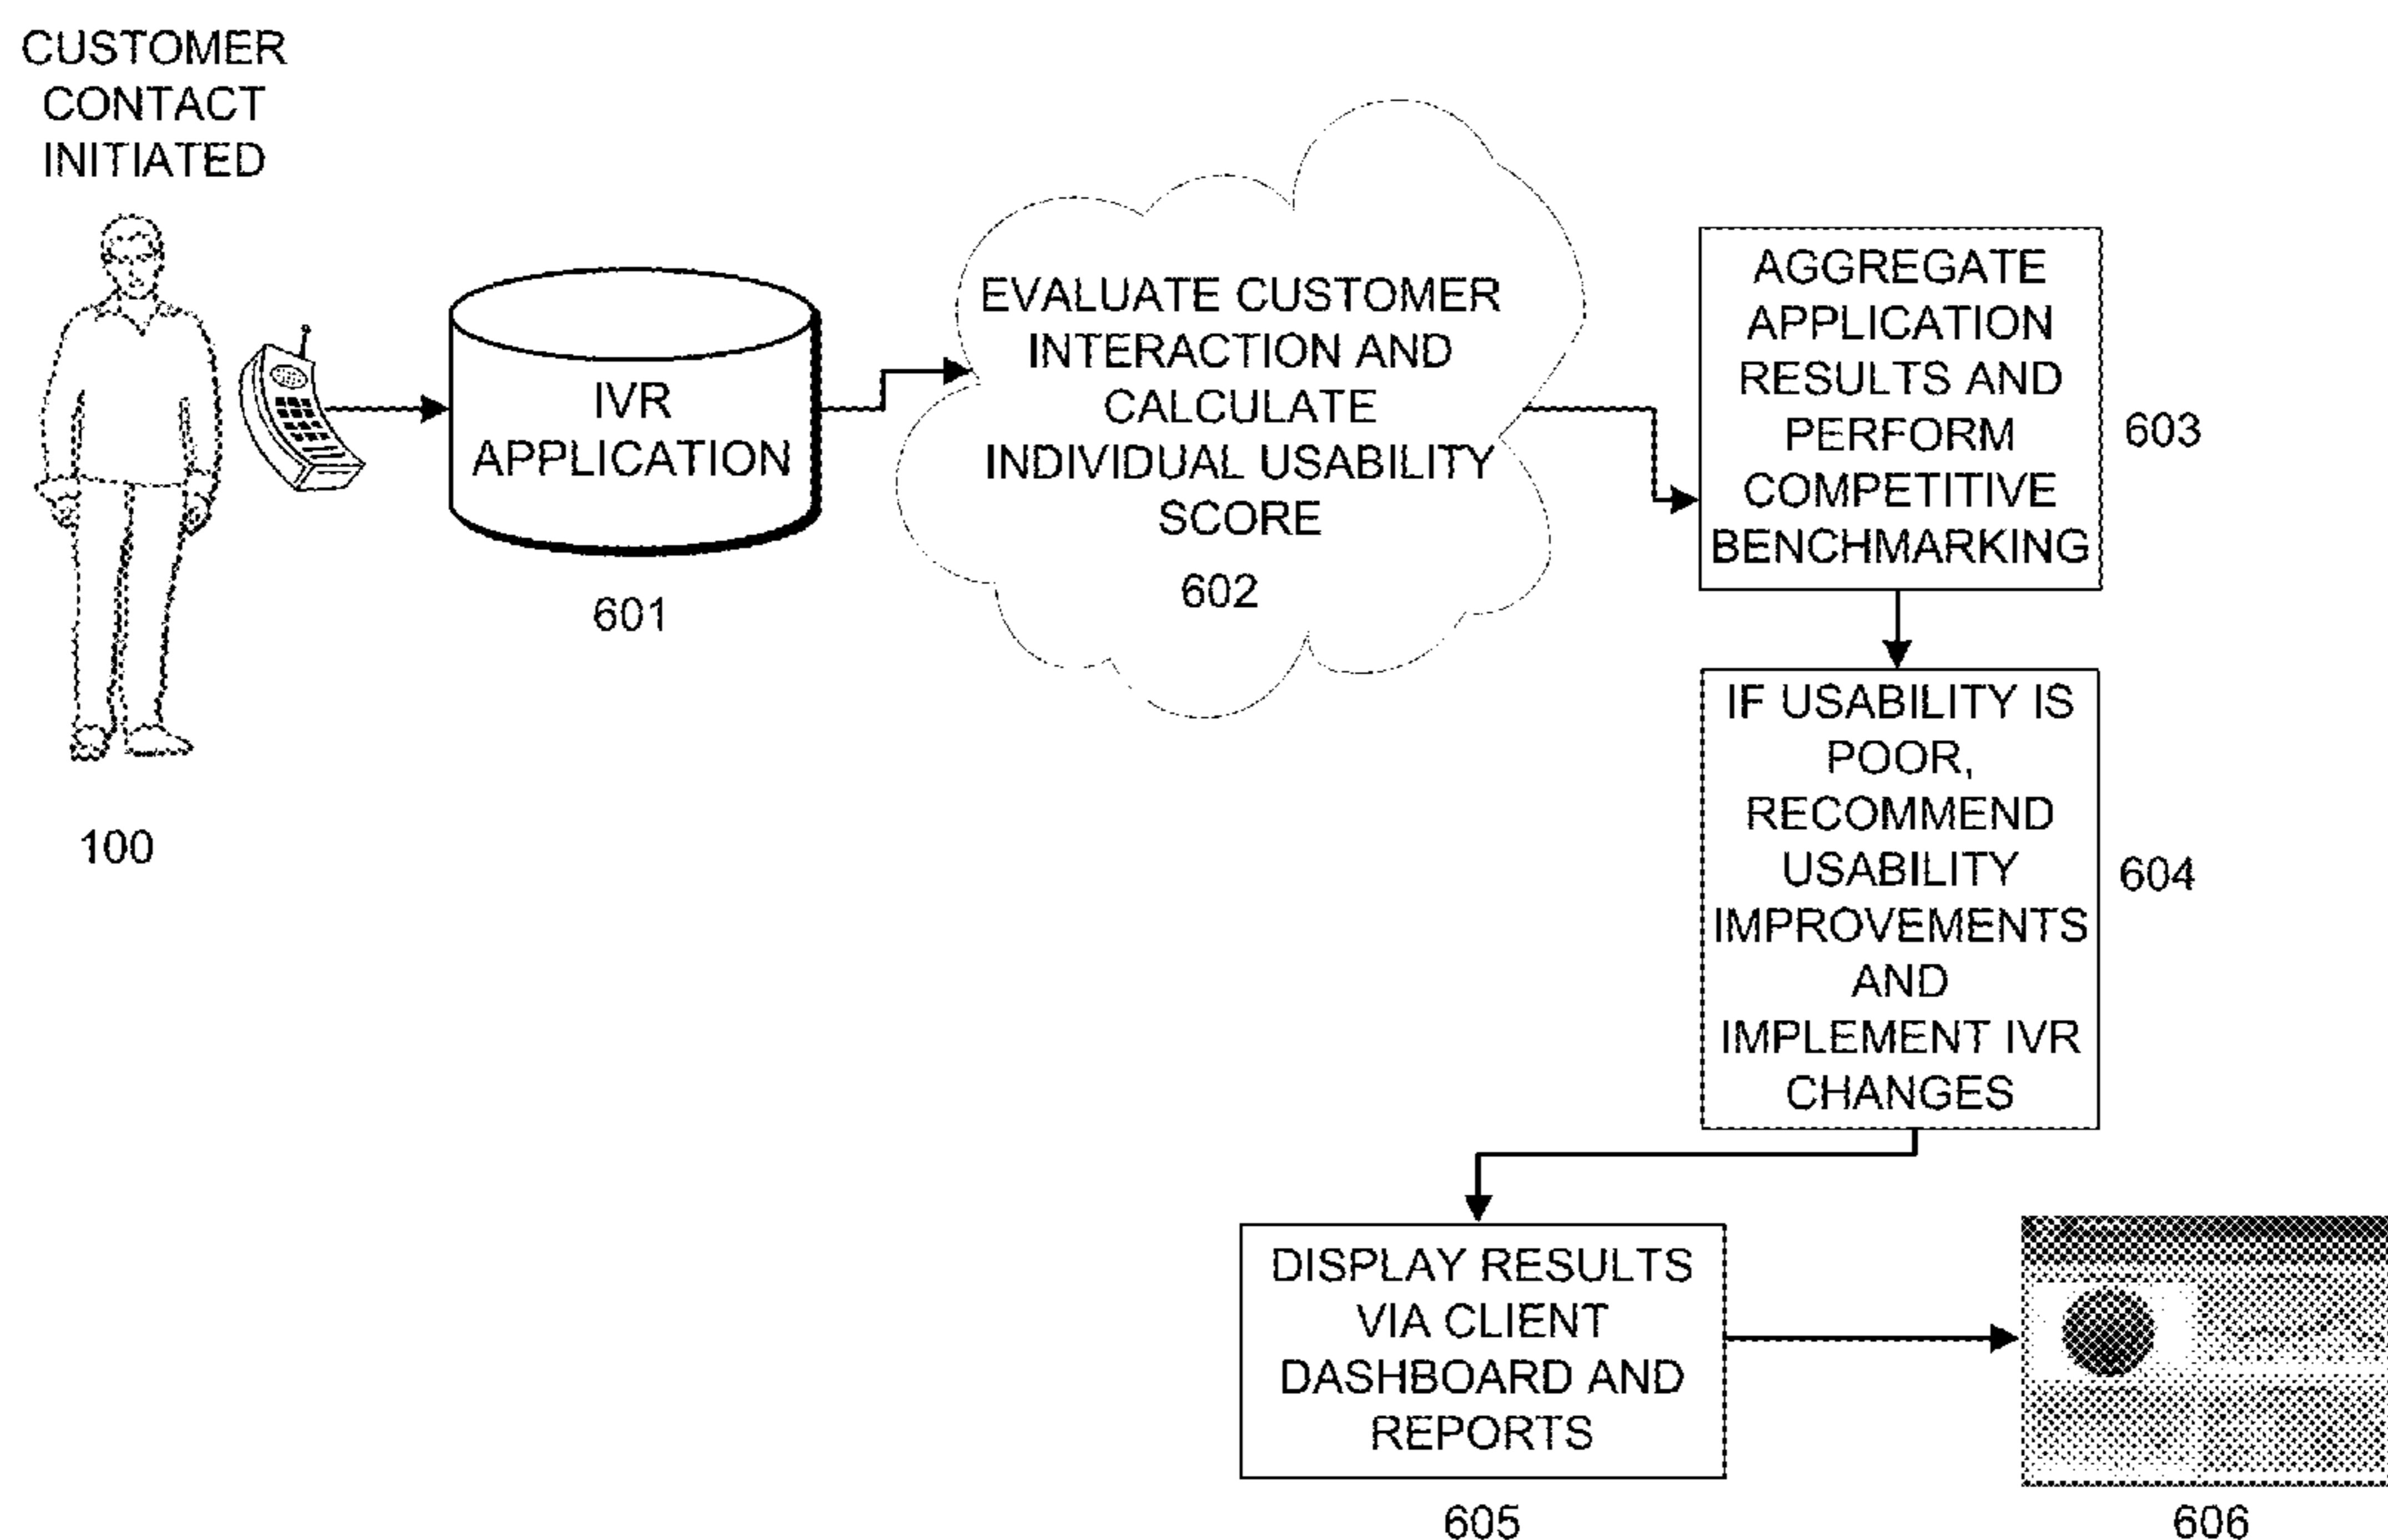 CUSTOMER
CONTACT
INITIATED
100
IVR
APPLICATION
601
EVALUATE CUSTOMER
INTERACTION AND
CALCULATE
INDIVIDUAL USABILITY
SCORE
602
AGGREGATE
APPLICATION
RESULTS AND
PERFORM
COMPETITIVE
BENCHMARKING
603
IF USABILITY IS
POOR,
RECOMMEND
USABILITY
IMPROVEMENTS
AND
IMPLEMENT IVR
CHANGES
604
DISPLAY RESULTS
VIA CLIENT
DASHBOARD AND
REPORTS
605
606